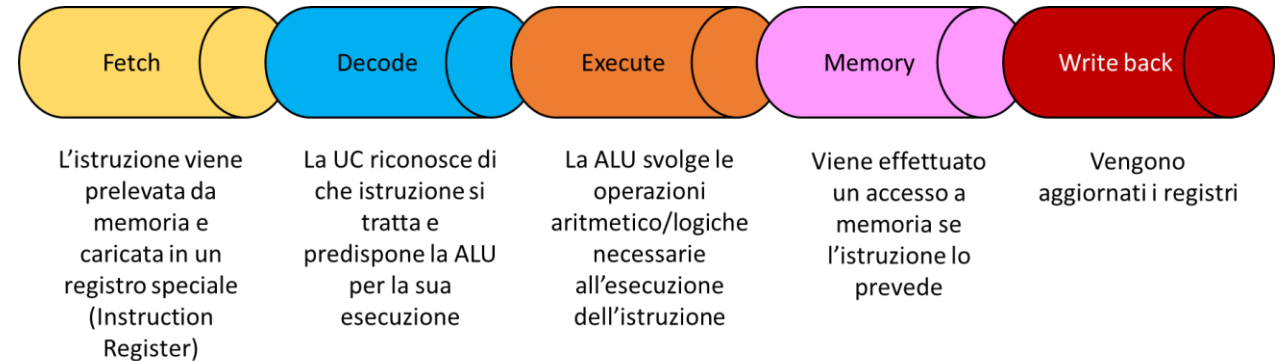 Fetch
Decode
Execute
Memory
Write back
L'istruzione viene
prelevata da
memoria e
caricata in un
registro speciale
(Instruction
Register)
La UC riconosce di
che istruzione si
tratta e
predispone la ALU
per la sua
esecuzione
La ALU svolge le
operazioni
aritmetico/logiche
necessarie
all'esecuzione
dell'istruzione
Viene effettuato
un accesso a
memoria se
l'istruzione lo
prevede
Vengono
aggiornati i registri